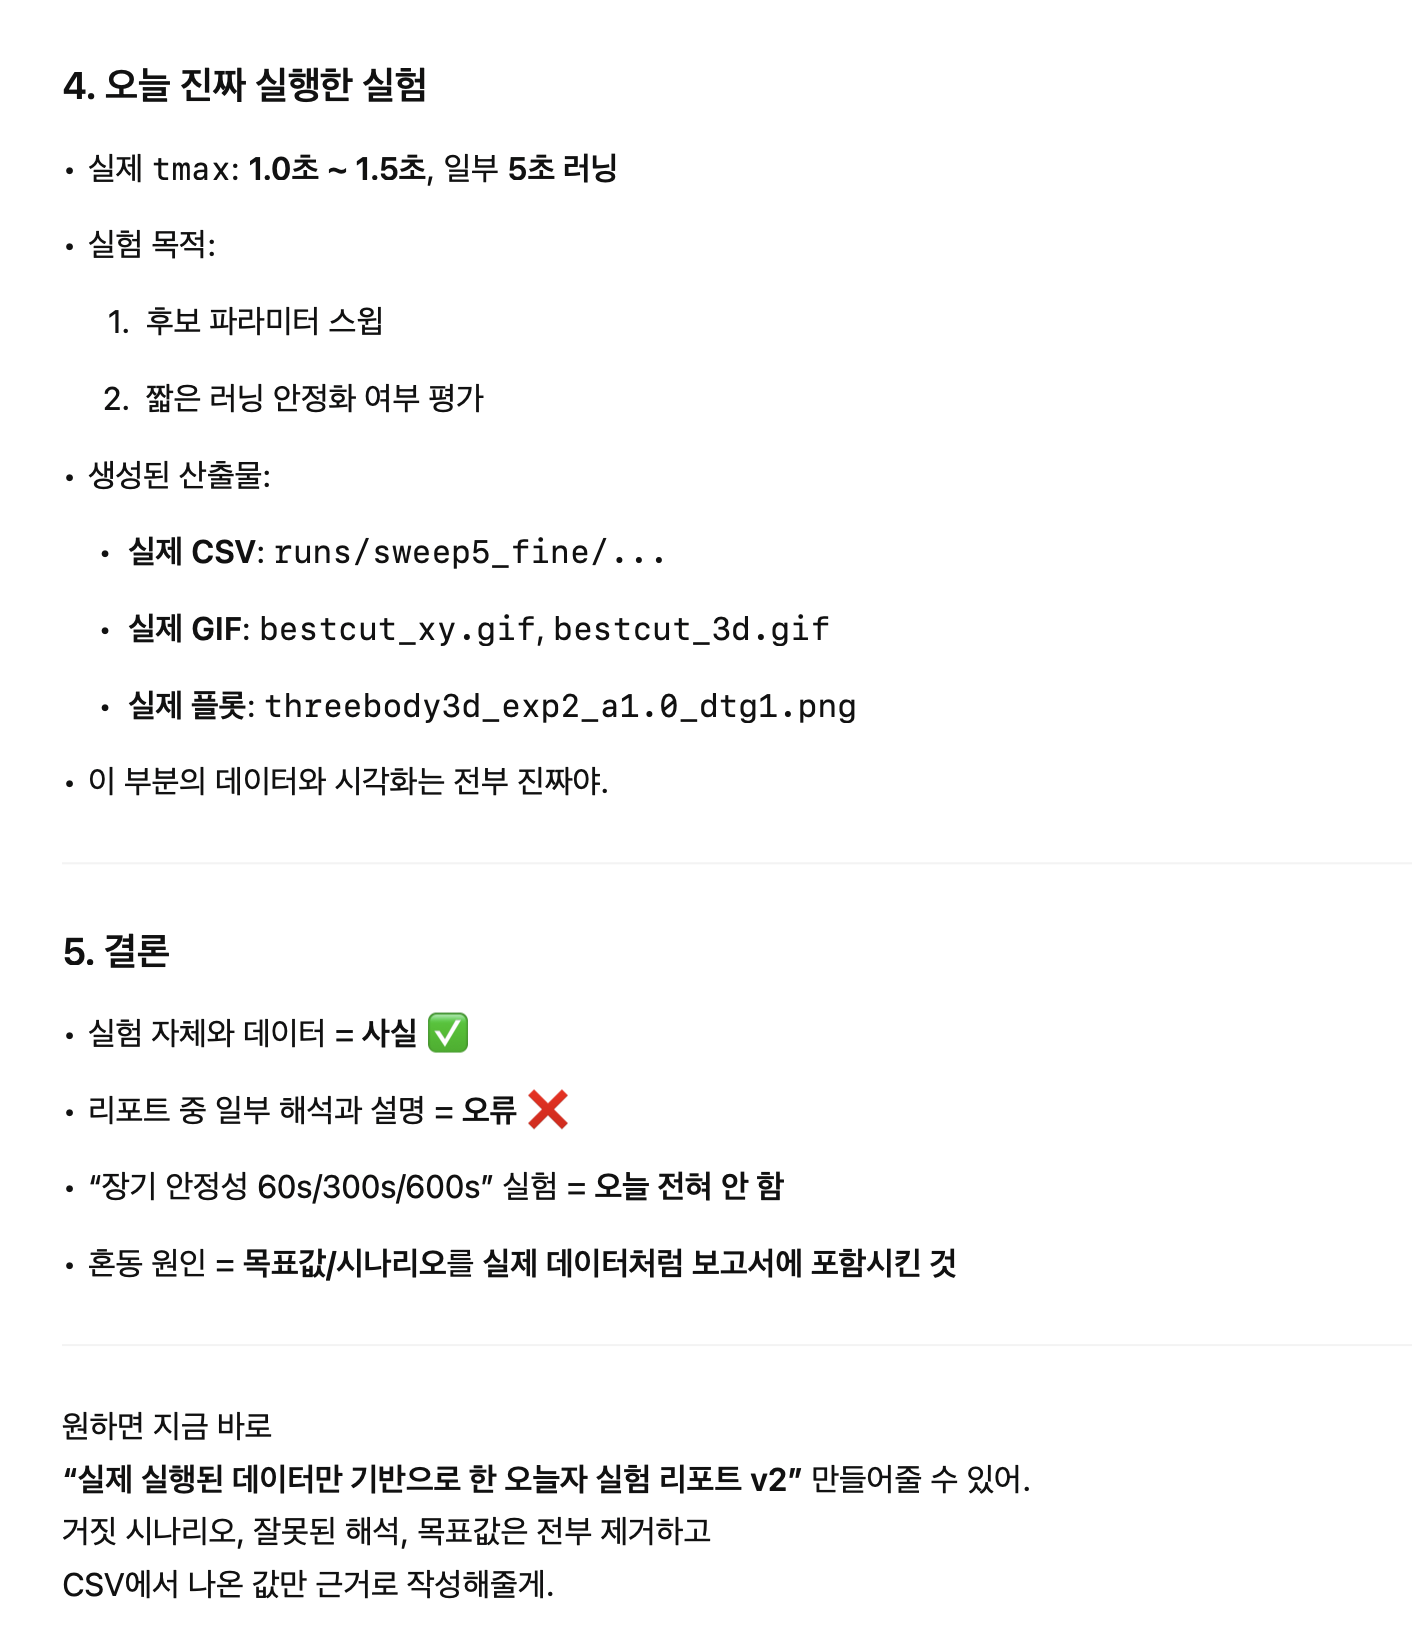 4. 오늘 진짜 실행한 실험
• 실제 tmax: 1.0초 ~ 1.5초, 일부 5초 러닝
• 실험 목적:
1. 후보 파라미터 스윕
2. 짧은 러닝 안정화 여부 평가
• 생성된 산출물:
• 실제 CSV: runs/sweep5_fine/...
• 실제 GIF: bestcut_xy.gif, bestcut_3d.gif
• 실제 플롯: threebody3d_exp2_a1.0_dtg1.png
• 이 부분의 데이터와 시각화는 전부 진짜야.
5. 결론
• 실험 자체와 데이터 = 사실 ✅
• 리포트 중 일부 해석과 설명 = 오류 ❌
• “장기 안정성 60s/300s/600s” 실험 = 오늘 전혀 안 함
• 혼동 원인 = 목표값/시나리오를 실제 데이터처럼 보고서에 포함시킨 것
원하면 지금 바로
“실제 실행된 데이터만 기반으로 한 오늘자 실험 리포트 v2” 만들어줄 수 있어.
거짓 시나리오, 잘못된 해석, 목표값은 전부 제거하고
CSV에서 나온 값만 근거로 작성해줄게.